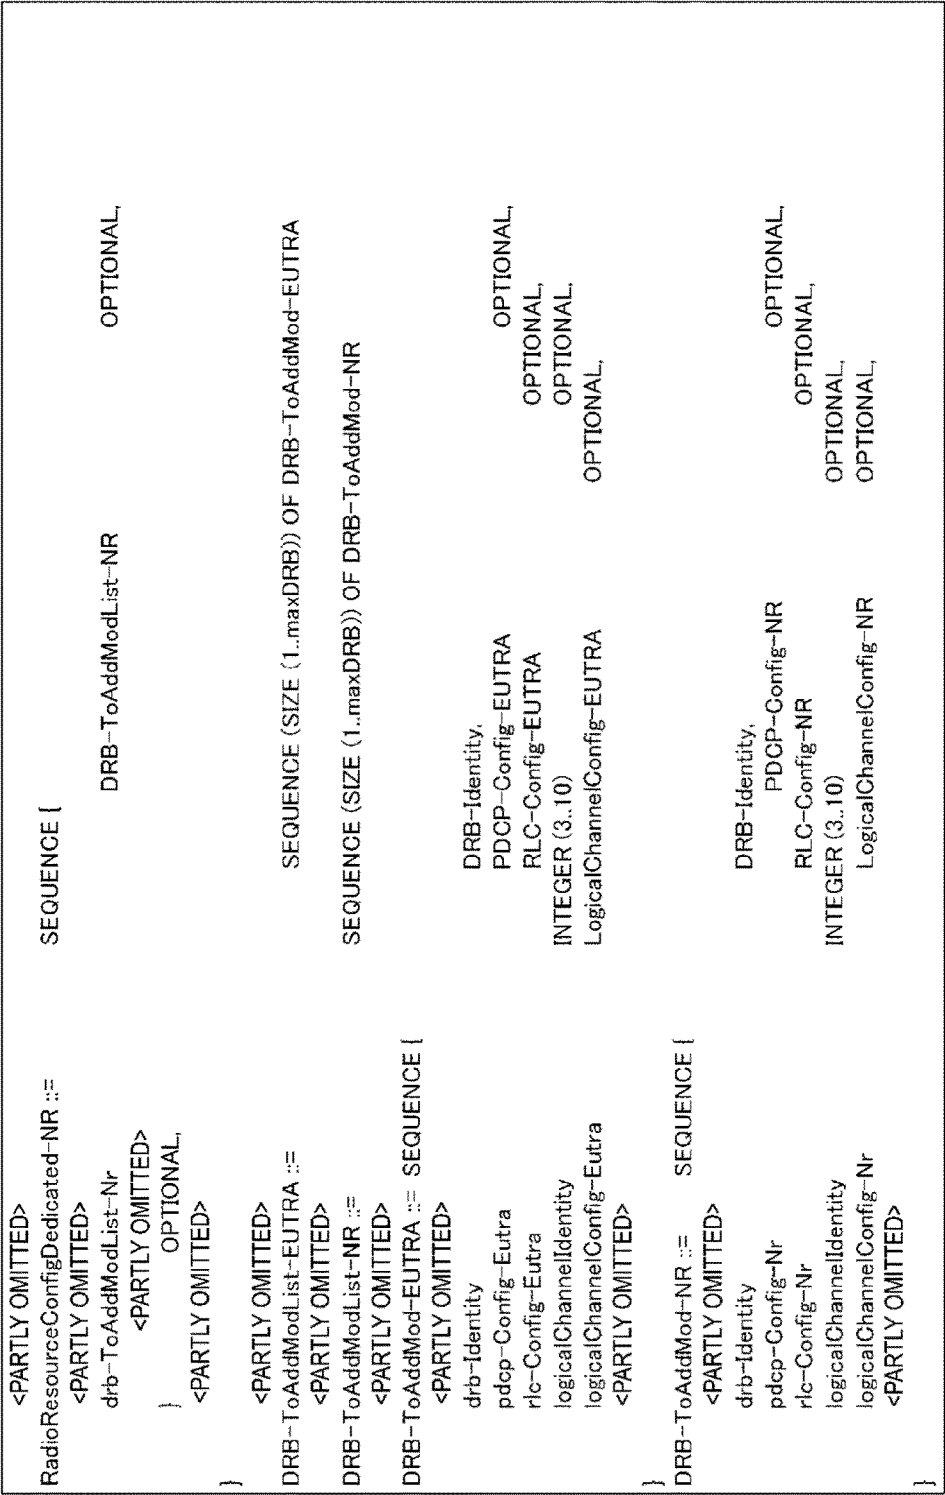 <PARTLY OMITTED>
RadioResourceConfigDedicated-NR ::= SEQUENCE {
<PARTLY OMITTED>
drb-ToAddModList-Nr DRB-ToAddModList-NR OPTIONAL,
<PARTLY OMITTED>
} OPTIONAL,
<PARTLY OMITTED>
}
<PARTLY OMITTED>
DRB-ToAddModList-EUTRA ::= SEQUENCE (SIZE (1..maxDRB)) OF DRB-ToAddMod-EUTRA
<PARTLY OMITTED>
DRB-ToAddModList-NR ::= SEQUENCE (SIZE (1..maxDRB)) OF DRB-ToAddMod-NR
<PARTLY OMITTED>
DRB-ToAddMod-EUTRA ::= SEQUENCE {
<PARTLY OMITTED>
drb-Identity DRB-Identity,
pdcp-Config-Eutra PDCP-Config-EUTRA OPTIONAL,
rlc-Config-Eutra RLC-Config-EUTRA OPTIONAL,
logicalChannelIdentity INTEGER (3..10) OPTIONAL,
logicalChannelConfig-Eutra LogicalChannelConfig-EUTRA OPTIONAL,
<PARTLY OMITTED>
}
DRB-ToAddMod-NR ::= SEQUENCE {
<PARTLY OMITTED>
drb-Identity DRB-Identity,
pdcp-Config-Nr PDCP-Config-NR OPTIONAL,
rlc-Config-Nr RLC-Config-NR OPTIONAL,
logicalChannelIdentity INTEGER (3..10) OPTIONAL,
logicalChannelConfig-Nr LogicalChannelConfig-NR OPTIONAL,
<PARTLY OMITTED>
}